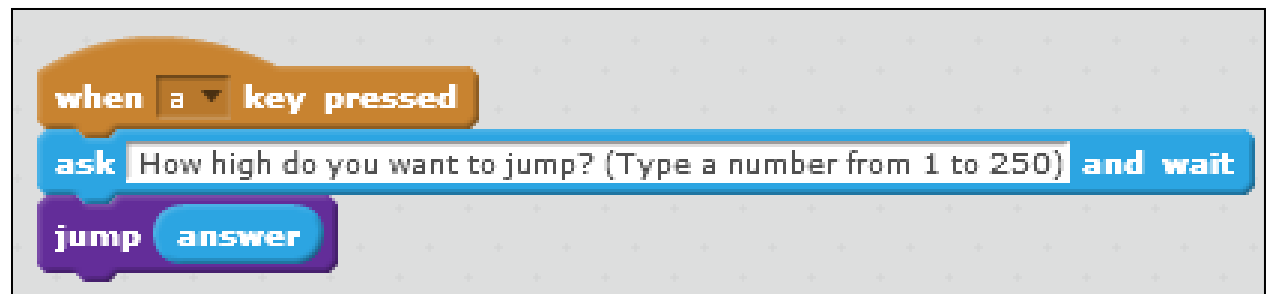 when a key pressed
ask How high do you want to jump? (Type a number from 1 to 250) and wait
jump answer